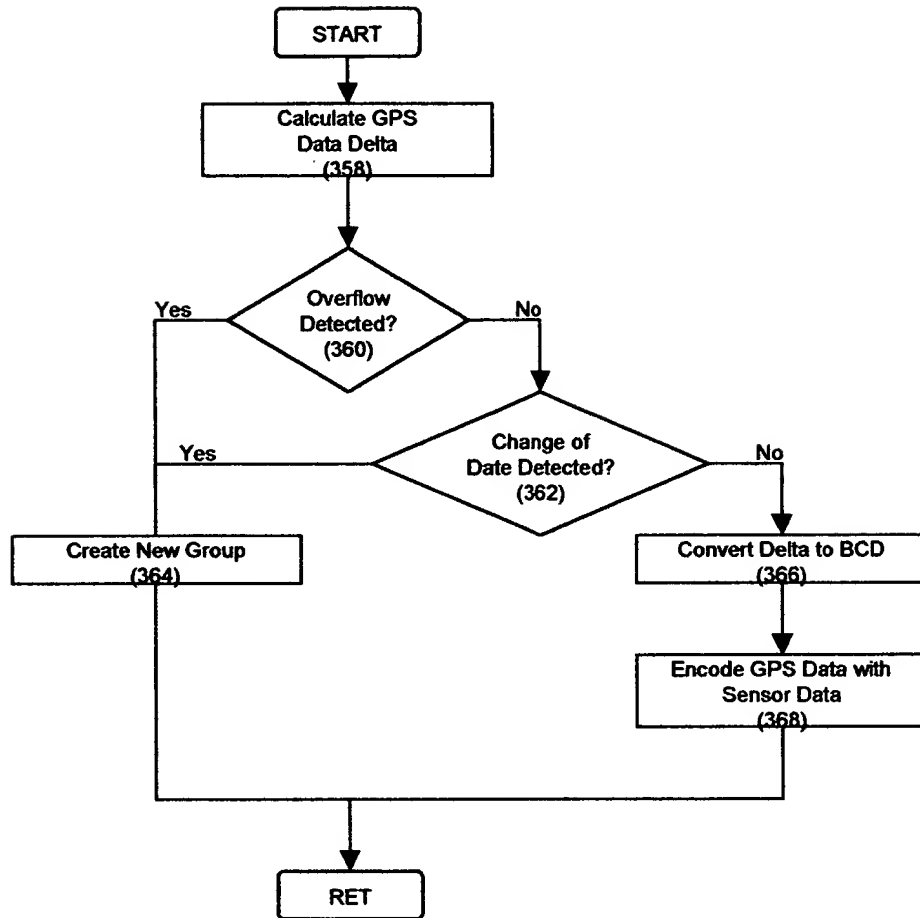 START
Calculate GPS
Data Delta
(358)
Overflow
Detected?
(360)
Yes
No
Change of
Date Detected?
(362)
Yes
No
Create New Group
(364)
Convert Delta to BCD
(366)
Encode GPS Data with
Sensor Data
(368)
RET